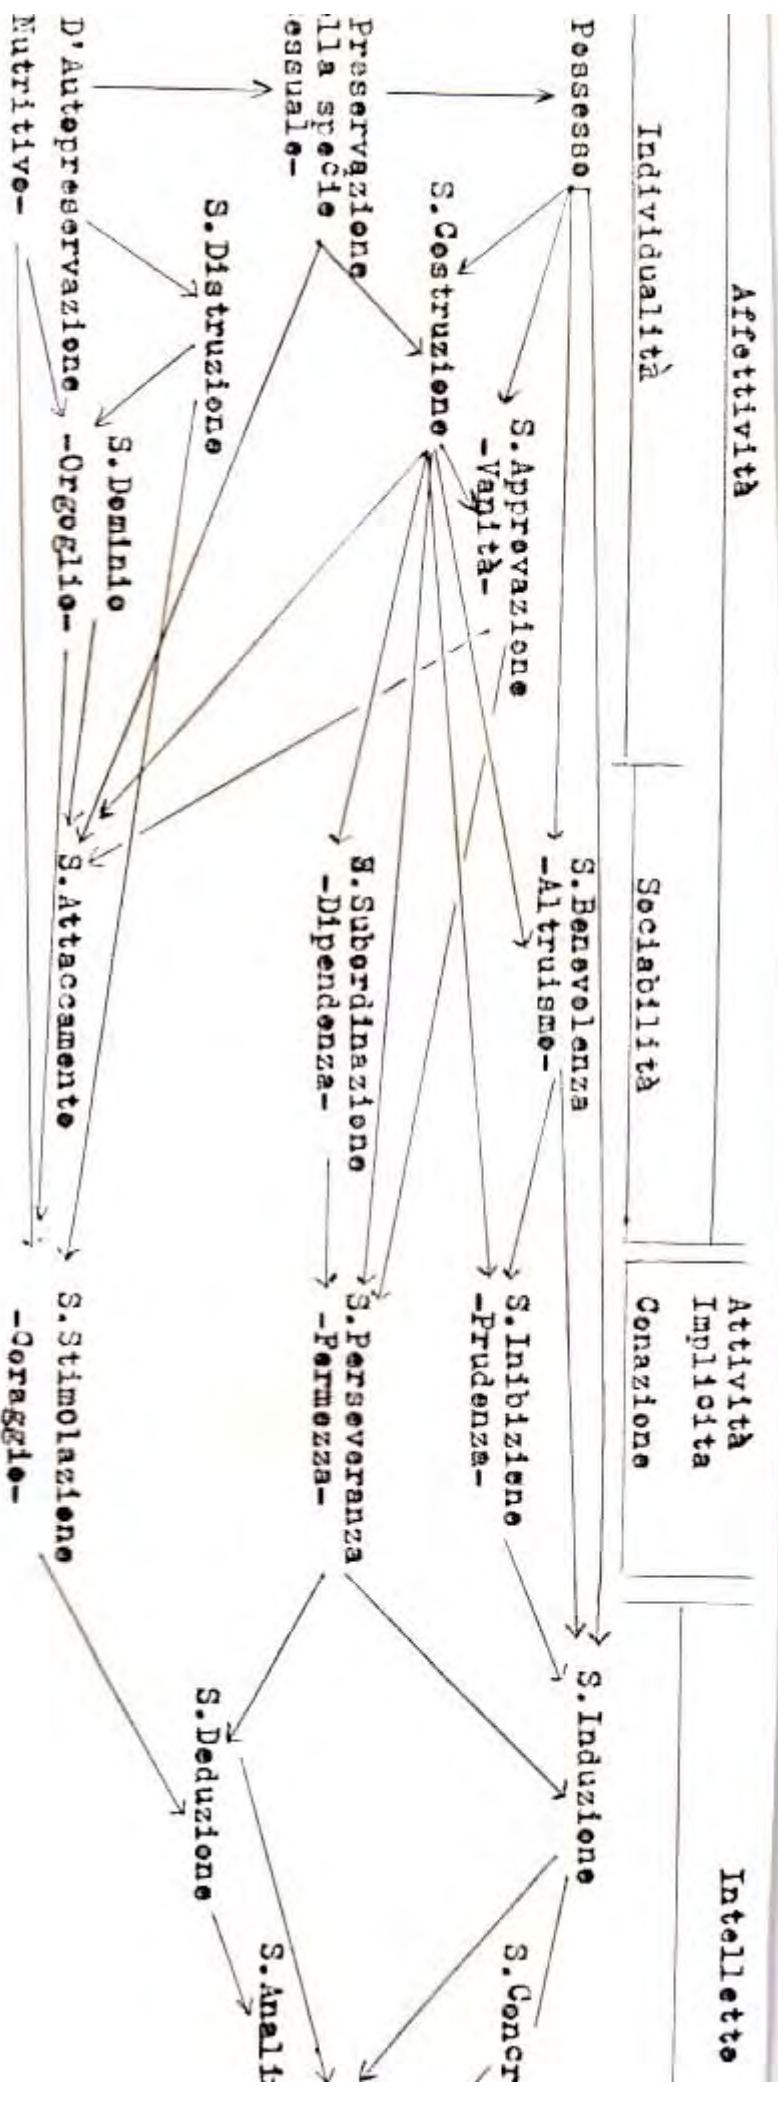 Affettività
Attività
Implicita
Intelletto
Individualità
Sociabilità
Conazione
Possesso
S.Approvazione
-Vanità-
S.Benevolenza
-Altruismo-
S.Inibizione
-Prudenza-
S.Induzione
S.Concr
S.Costruzione
Preservazione
lla specie
essuale-
S.Subordinazione
-Dipendenza-
S.Perseveranza
-Fermezza-
S.Anali
S.Distruzione
S.Deduzione
S.Dominio
-Orgoglio-
D'Autopreservazione
Nutritivo-
S.Attaccamento
S.Stimolazione
-Coraggio-